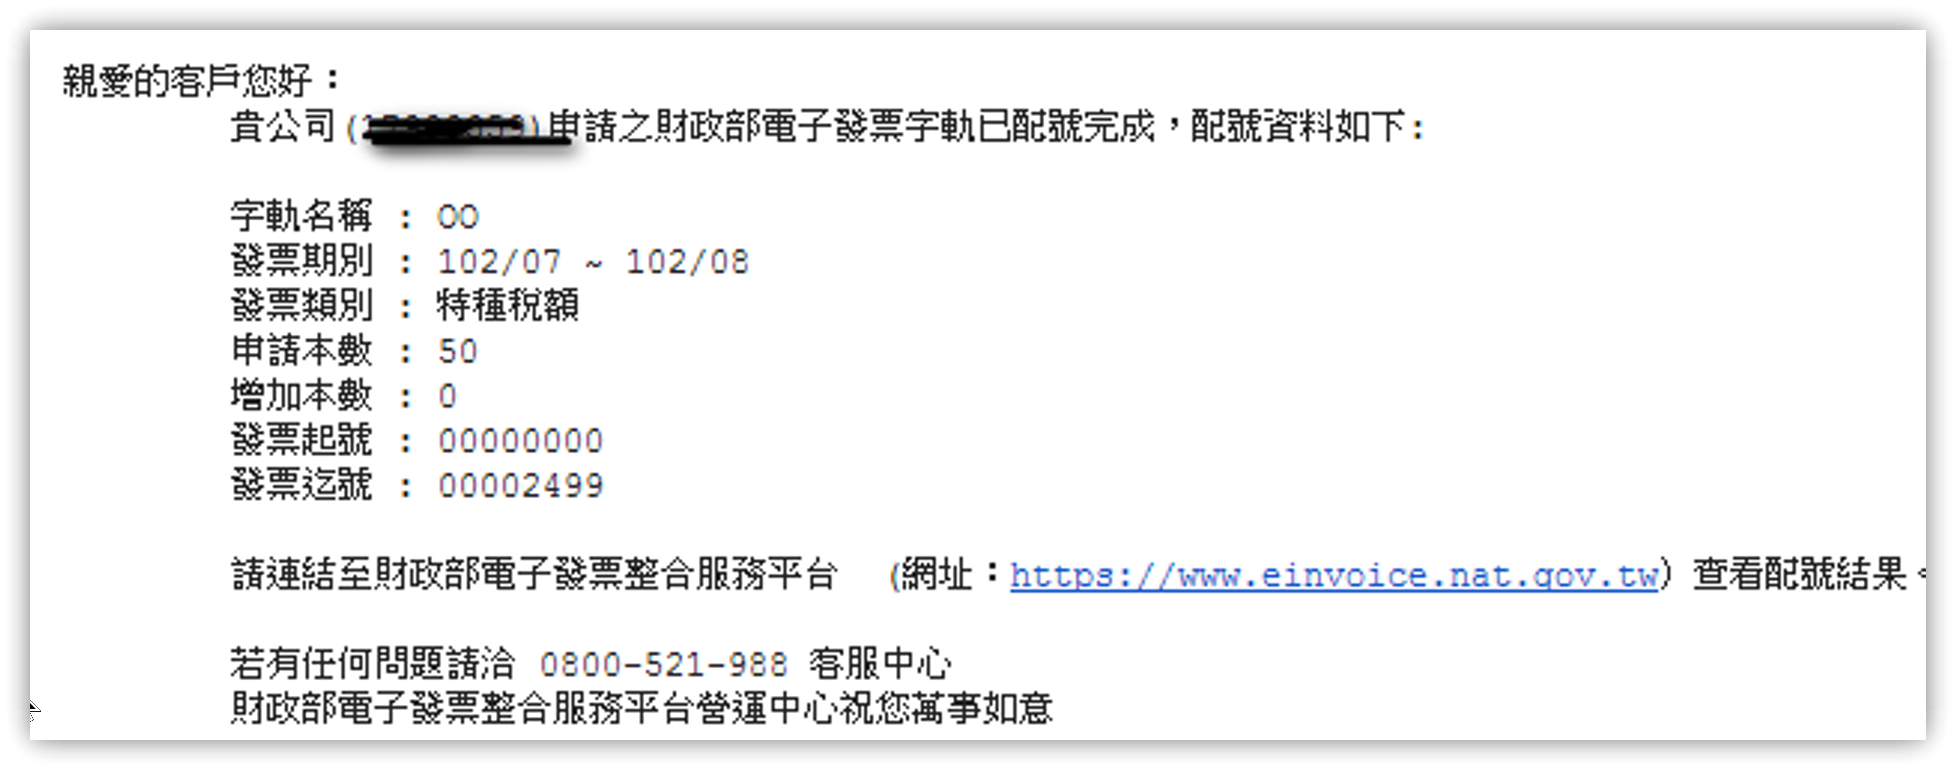 親愛的客戶您好：
貴公司()申請之財政部電子發票字軌已配號完成，配號資料如下:
字軌名稱 : OO
發票期別 : 102/07 ~ 102/08
發票類別 : 特種稅額
申請本數 : 50
增加本數 : 0
發票起號 : 00000000
發票迄號 : 00002499
請連結至財政部電子發票整合服務平台 (網址：https://www.einvoice.nat.gov.tw) 查看配號結果。
若有任何問題請洽 0800-521-988 客服中心
財政部電子發票整合服務平台營運中心祝您萬事如意